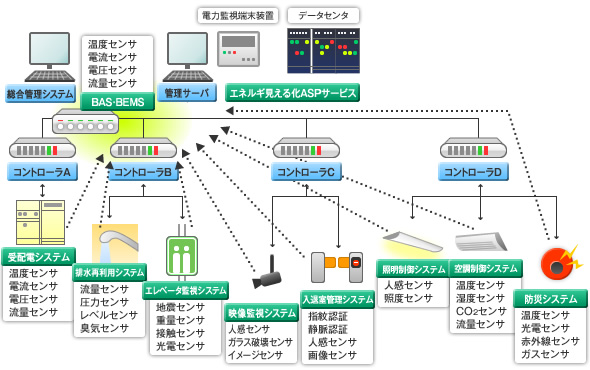 電力監視端末装置
データセンタ
温度センサ
電流センサ
電圧センサ
流量センサ
総合管理システム
BAS・BEMS
管理サーバ
エネルギ見える化ASPサービス
コントローラA
コントローラB
コントローラC
コントローラD
受配電システム
温度センサ
電流センサ
電圧センサ
流量センサ
排水再利用システム
流量センサ
圧力センサ
レベルセンサ
臭気センサ
エレベータ監視システム
地震センサ
重量センサ
接触センサ
光電センサ
映像監視システム
人感センサ
ガラス破壊センサ
イメージセンサ
入退室管理システム
指紋認証
静脈認証
人感センサ
画像センサ
照明制御システム
人感センサ
照度センサ
空調制御システム
温度センサ
湿度センサ
CO2センサ
流量センサ
防災システム
温度センサ
光電センサ
赤外線センサ
ガスセンサ